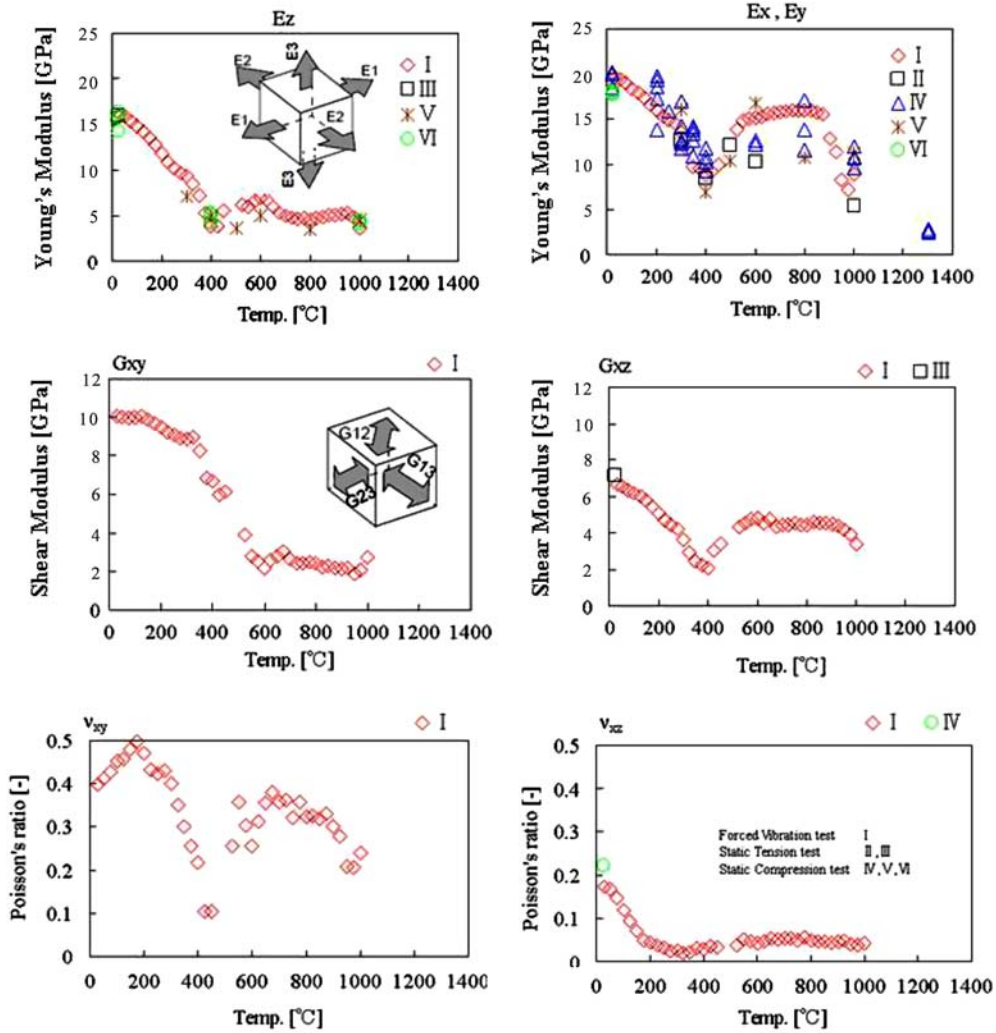 Ez
Young's Modulus [GPa]
25
20
15
10
5
0
0 200 400 600 800 1000 1200 1400
Temp. [℃]
E3
E2
E1
E1
E2
E3
Ⅰ
Ⅲ
Ⅴ
Ⅵ
Ex , Ey
Young's Modulus [GPa]
25
20
15
10
5
0
0 200 400 600 800 1000 1200 1400
Temp. [℃]
Ⅰ
Ⅱ
Ⅳ
Ⅴ
Ⅵ
Gxy
Ⅰ
Shear Modulus [GPa]
12
10
8
6
4
2
0
0 200 400 600 800 1000 1200 1400
Temp. [℃]
G12
G13
G23
Gxz
Ⅰ Ⅲ
Shear Modulus [GPa]
12
10
8
6
4
2
0
0 200 400 600 800 1000 1200 1400
Temp. [℃]
νxy
Ⅰ
Poisson's ratio [-]
0.5
0.4
0.3
0.2
0.1
0
0 200 400 600 800 1000 1200 1400
Temp. [℃]
νxz
Ⅰ Ⅳ
Poisson's ratio [-]
0.5
0.4
0.3
0.2
0.1
0
0 200 400 600 800 1000 1200 1400
Temp. [℃]
Forced Vibration test Ⅰ
Static Tension test Ⅱ,Ⅲ
Static Compression test Ⅳ,Ⅴ,Ⅵ